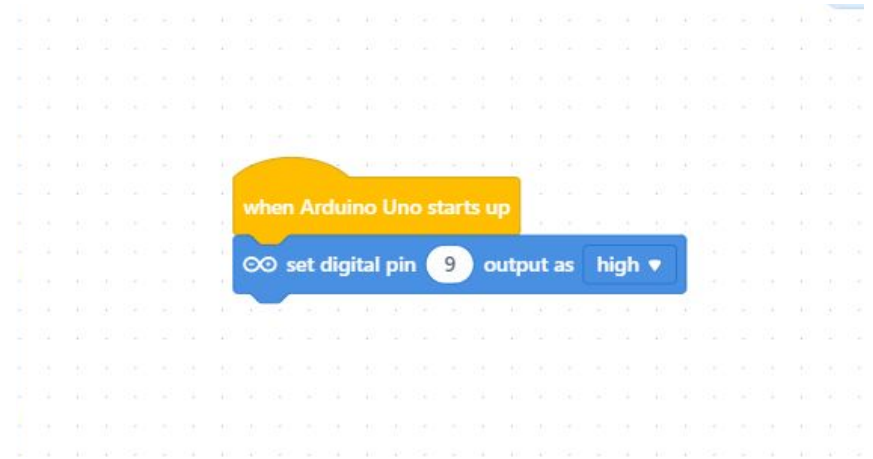 when Arduino Uno starts up
set digital pin 9 output as high